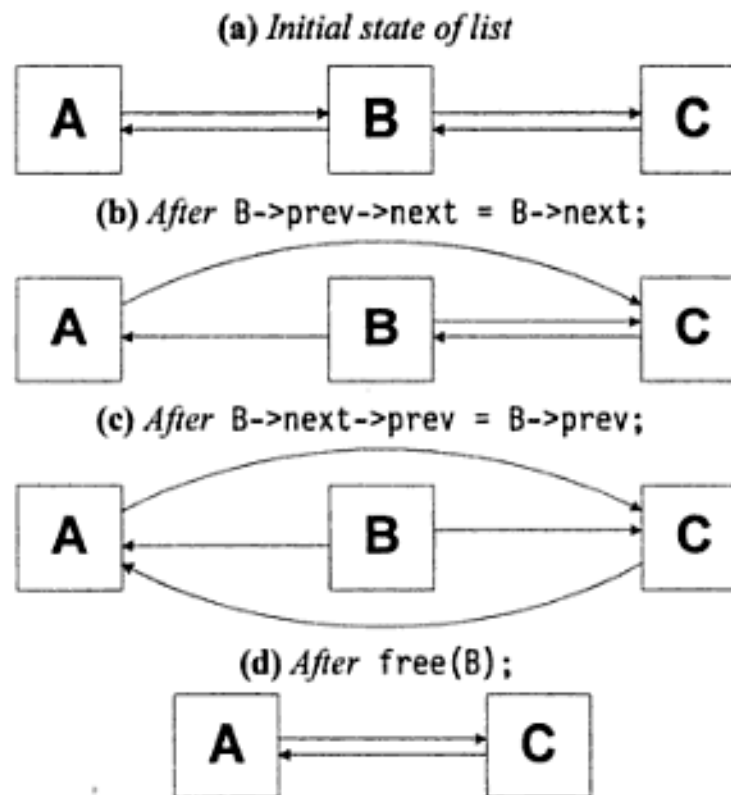 (a) Initial state of list
A B C
(b) After B->prev->next = B->next;
A B C
(c) After B->next->prev = B->prev;
A B C
(d) After free(B);
A C